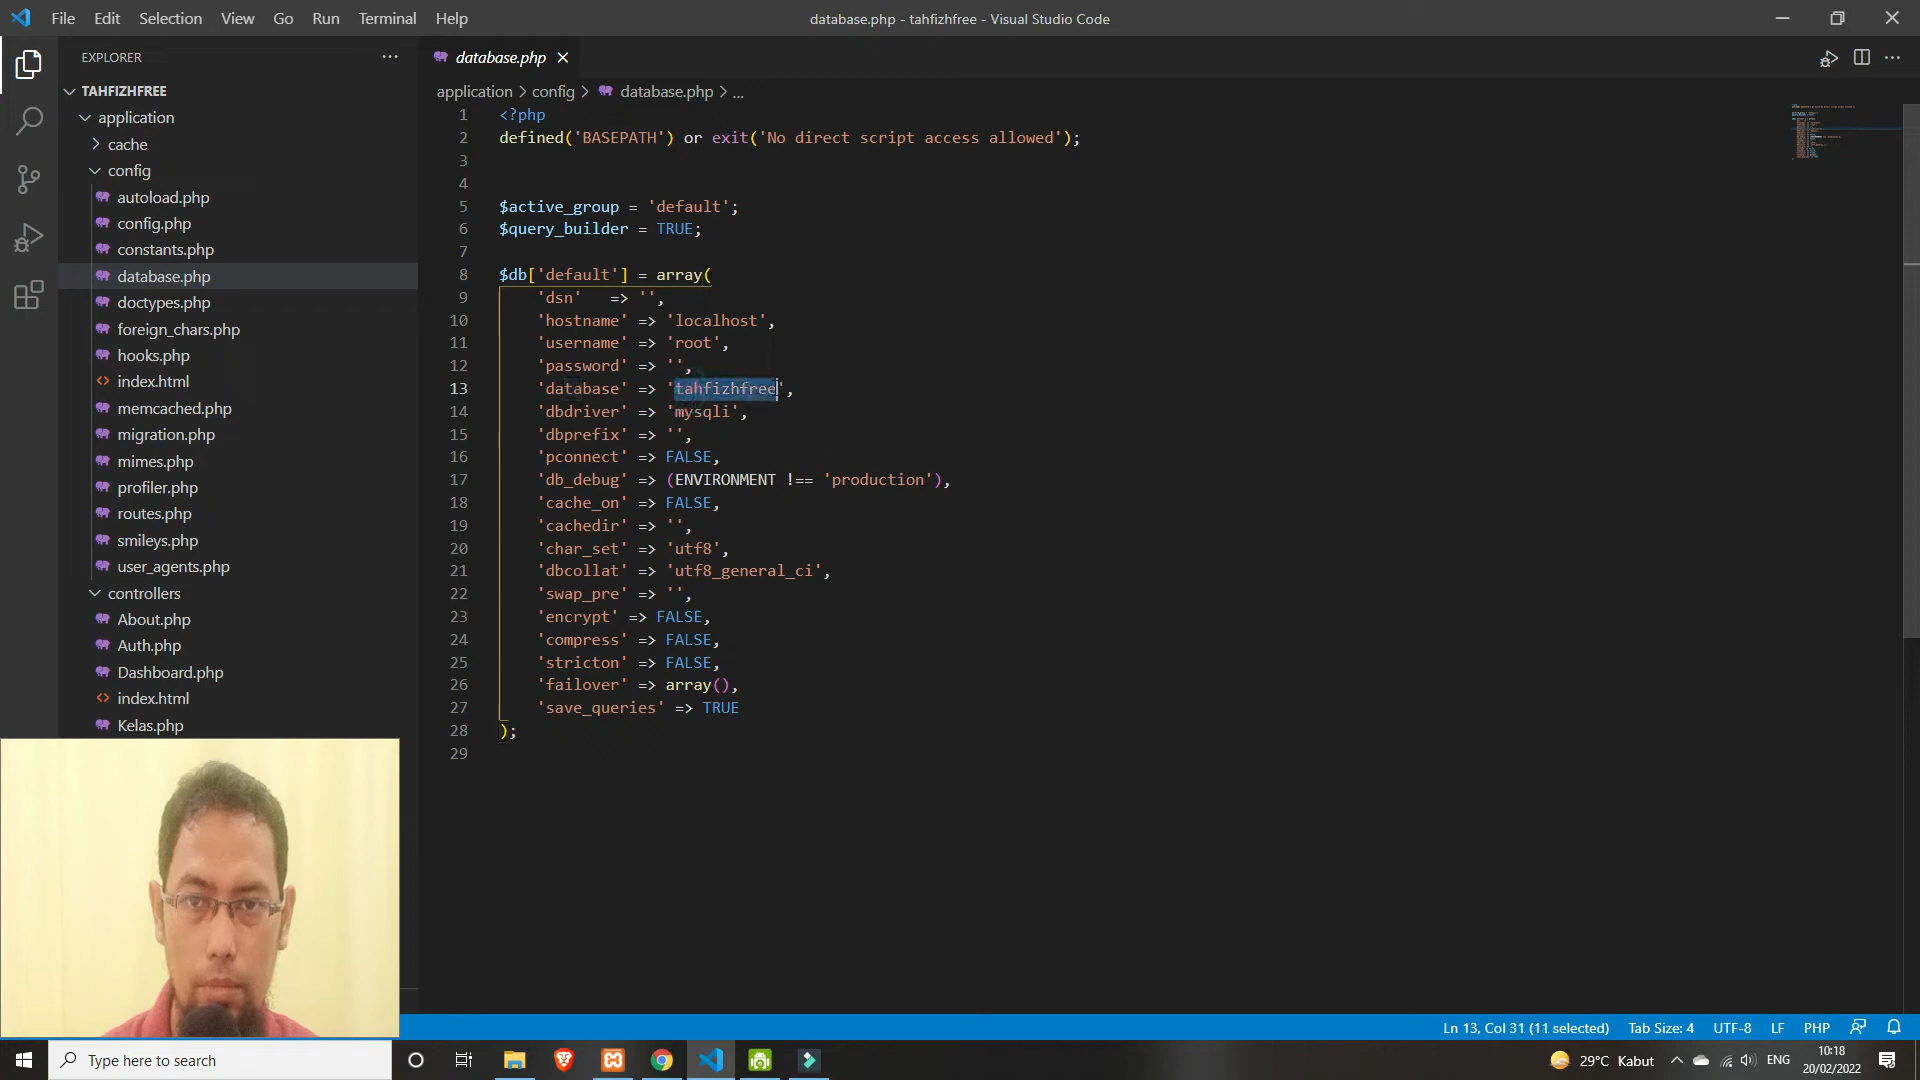 File Edit Selection View Go Run Terminal Help
database.php - tahfizhfree - Visual Studio Code
EXPLORER
TAHFIZHFREE
application
cache
config
autoload.php
config.php
constants.php
database.php
doctypes.php
foreign_chars.php
hooks.php
index.html
memcached.php
migration.php
mimes.php
profiler.php
routes.php
smileys.php
user_agents.php
controllers
About.php
Auth.php
Dashboard.php
index.html
Kelas.php
database.php
application > config > database.php > ...
1 <?php
2 defined('BASEPATH') or exit('No direct script access allowed');
3
4
5 $active_group = 'default';
6 $query_builder = TRUE;
7
8 $db['default'] = array(
9 'dsn' => '',
10 'hostname' => 'localhost',
11 'username' => 'root',
12 'password' => '',
13 'database' => 'tahfizhfree',
14 'dbdriver' => 'mysqli',
15 'dbprefix' => '',
16 'pconnect' => FALSE,
17 'db_debug' => (ENVIRONMENT !== 'production'),
18 'cache_on' => FALSE,
19 'cachedir' => '',
20 'char_set' => 'utf8',
21 'dbcollat' => 'utf8_general_ci',
22 'swap_pre' => '',
23 'encrypt' => FALSE,
24 'compress' => FALSE,
25 'stricton' => FALSE,
26 'failover' => array(),
27 'save_queries' => TRUE
28 );
29
Ln 13, Col 31 (11 selected) Tab Size: 4 UTF-8 LF PHP
Type here to search
29°C Kabut
ENG
10:18
20/02/2022